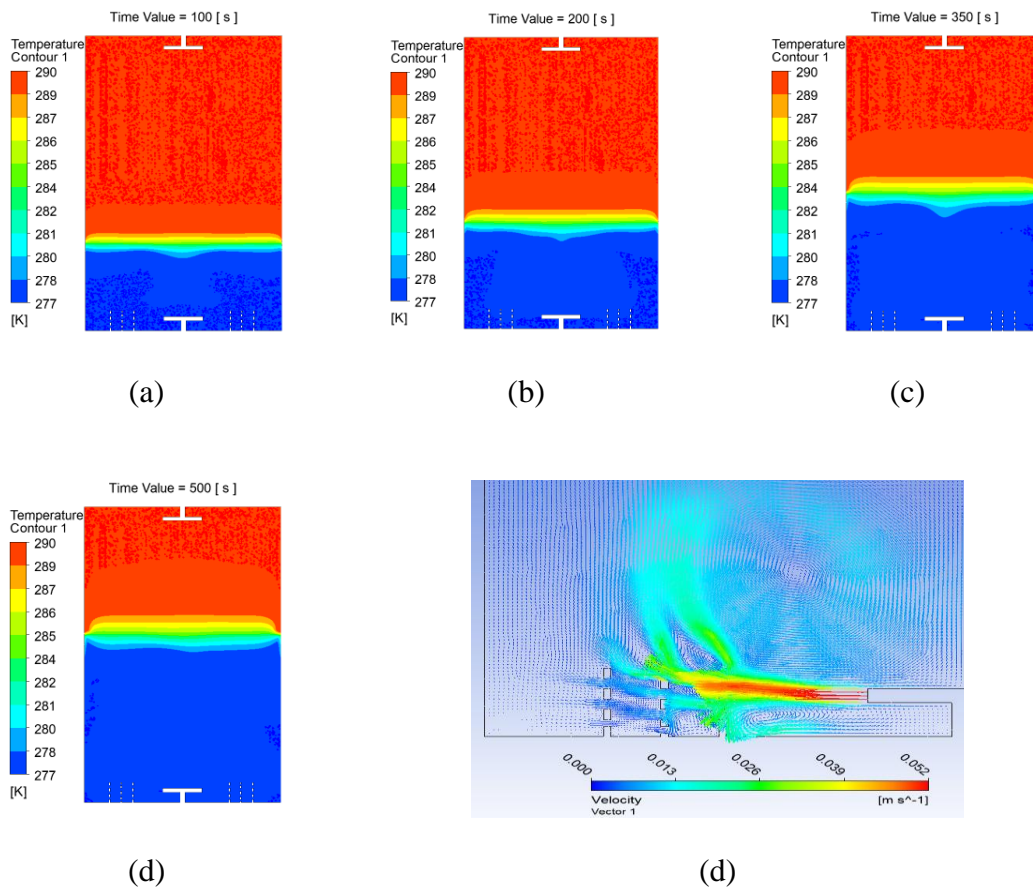 Time Value = 100 [ s ]
Temperature
Contour 1
290
289
287
286
285
284
282
281
280
278
277
[K]
(a)
Time Value = 200 [ s ]
Temperature
Contour 1
290
289
287
286
285
284
282
281
280
278
277
[K]
(b)
Time Value = 350 [ s ]
Temperature
Contour 1
290
289
287
286
285
284
282
281
280
278
277
[K]
(c)
Time Value = 500 [ s ]
Temperature
Contour 1
290
289
287
286
285
284
282
281
280
278
277
[K]
(d)
0.000
0.013
0.026
0.039
0.052
Velocity
Vector 1
[m s^-1]
(d)